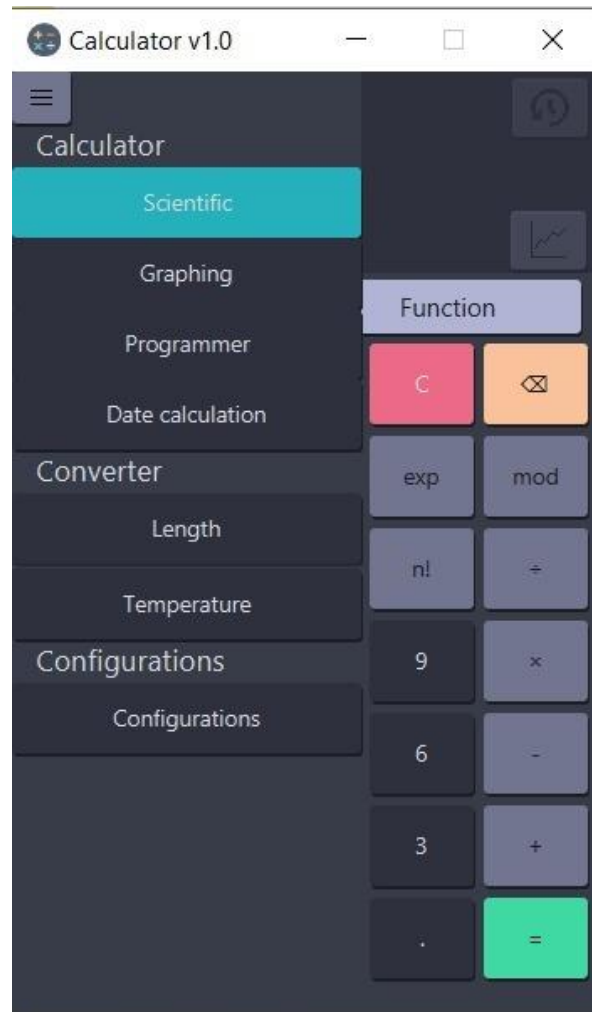 Calculator v1.0
Calculator
Scientific
Graphing
Programmer
Date calculation
Converter
Length
Temperature
Configurations
Configurations
Function
C ⌫
exp mod
n! ÷
9 ×
6 -
3 +
. =